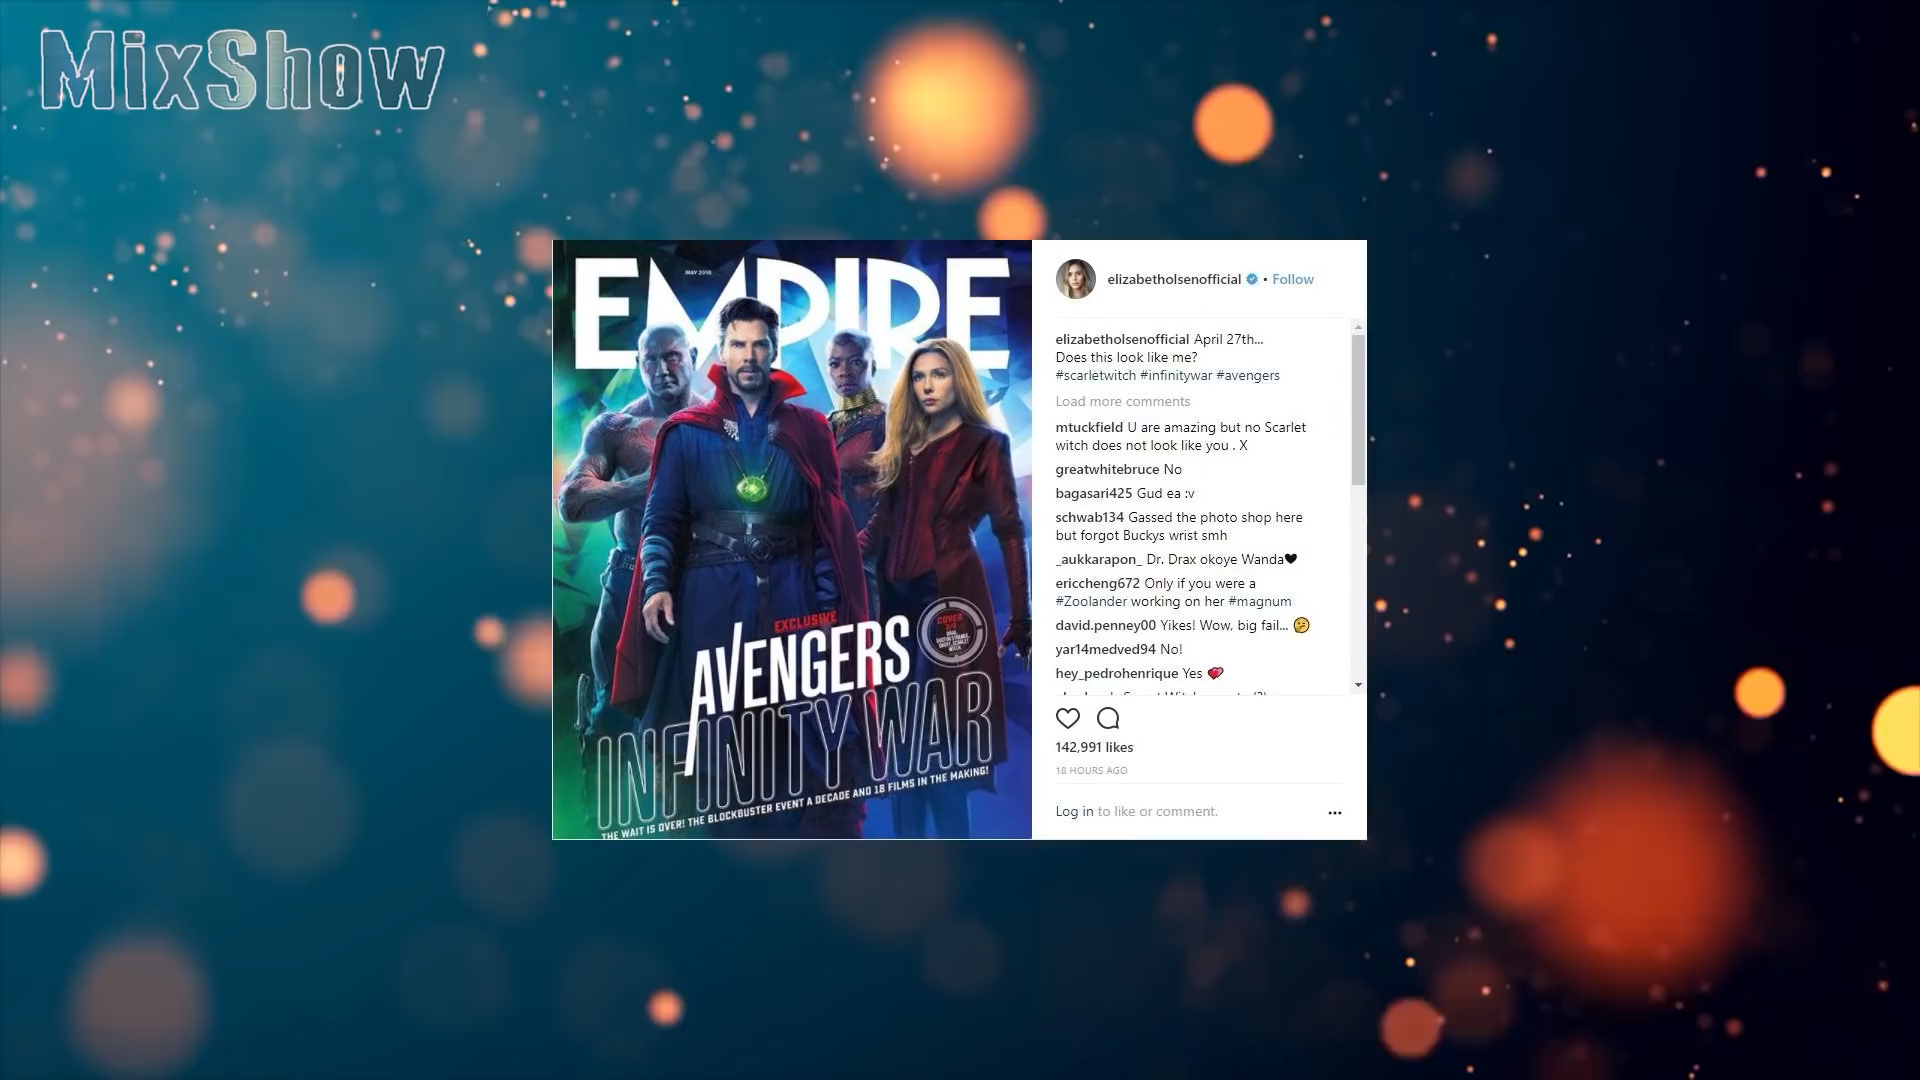 MixShow
MAY 2018
EMPIRE
EXCLUSIVE
AVENGERS
INFINITY WAR
THE WAIT IS OVER! THE BLOCKBUSTER EVENT A DECADE AND 18 FILMS IN THE MAKING!
COVER
elizabetholsenofficial • Follow
elizabetholsenofficial April 27th...
Does this look like me?
#scarletwitch #infinitywar #avengers
Load more comments
mtuckfield U are amazing but no Scarlet
witch does not look like you . X
greatwhitebruce No
bagasari425 Gud ea :v
schwab134 Gassed the photo shop here
but forgot Buckys wrist smh
_aukkarapon_ Dr. Drax okoye Wanda🖤
ericcheng672 Only if you were a
#Zoolander working on her #magnum
david.penney00 Yikes! Wow, big fail... 🤔
yar14medved94 No!
hey_pedrohenrique Yes 💕
142,991 likes
18 HOURS AGO
Log in to like or comment.